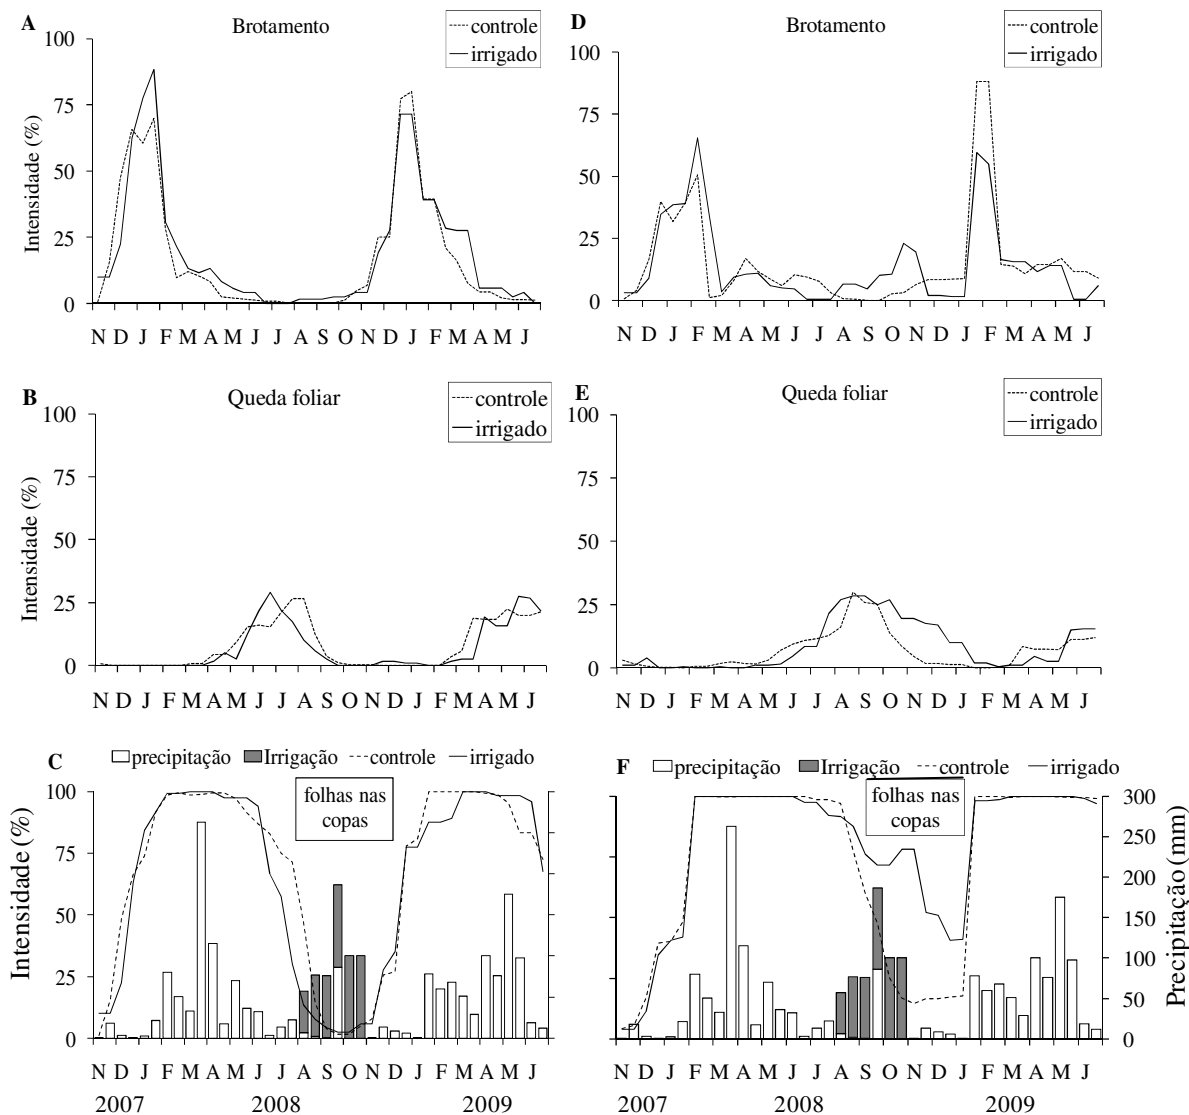 A
Brotamento
controle
irrigado
100
75
50
25
0
Intensidade (%)
N D J F M A M J J A S O N D J F M A M J
D
Brotamento
controle
irrigado
100
75
50
25
0
N D J F M A M J J A S O N D J F M A M J
B
Queda foliar
controle
irrigado
100
75
50
25
0
Intensidade (%)
N D J F M A M J J A S O N D J F M A M J
E
Queda foliar
controle
irrigado
100
75
50
25
0
N D J F M A M J J A S O N D J F M A M J
C
precipitação Irrigação controle irrigado
folhas nas
copas
100
75
50
25
0
Intensidade (%)
N D J F M A M J J A S O N D J F M A M J
2007 2008 2009
F
precipitação Irrigação controle irrigado
folhas nas
copas
300
250
200
150
100
50
0
Precipitação (mm)
N D J F M A M J J A S O N D J F M A M J
2007 2008 2009